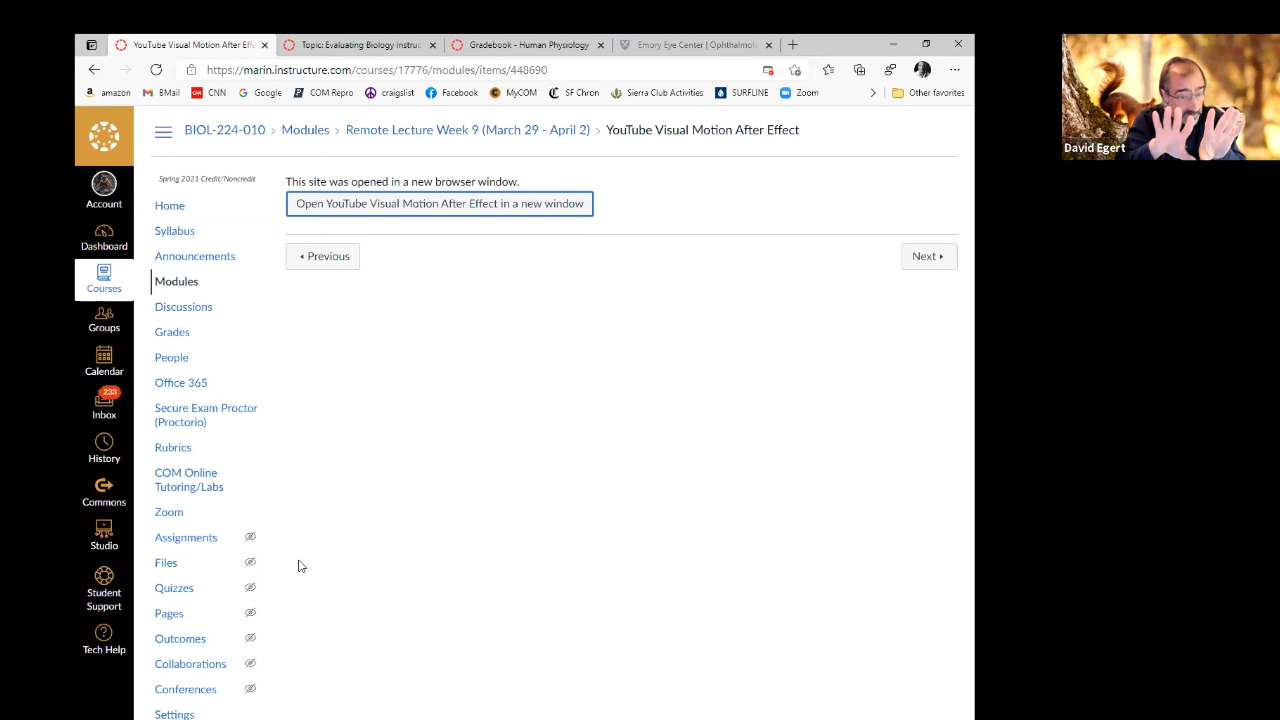 YouTube Visual Motion After Eff
Topic: Evaluating Biology Instruc
Gradebook - Human Physiology
Emory Eye Center | Ophthalmol
https://marin.instructure.com/courses/17776/modules/items/448690
amazon
BMail
CNN
Google
COM Repro
craigslist
Facebook
MyCOM
SF Chron
Sierra Club Activities
SURFLINE
Zoom
Other favorites
BIOL-224-010 › Modules › Remote Lecture Week 9 (March 29 - April 2) › YouTube Visual Motion After Effect
Account
Dashboard
Courses
Groups
Calendar
233
Inbox
History
Commons
Studio
Student
Support
Tech Help
Spring 2021 Credit/Noncredit
Home
Syllabus
Announcements
Modules
Discussions
Grades
People
Office 365
Secure Exam Proctor
(Proctorio)
Rubrics
COM Online
Tutoring/Labs
Zoom
Assignments
Files
Quizzes
Pages
Outcomes
Collaborations
Conferences
Settings
This site was opened in a new browser window.
Open YouTube Visual Motion After Effect in a new window
Previous
Next
David Egert